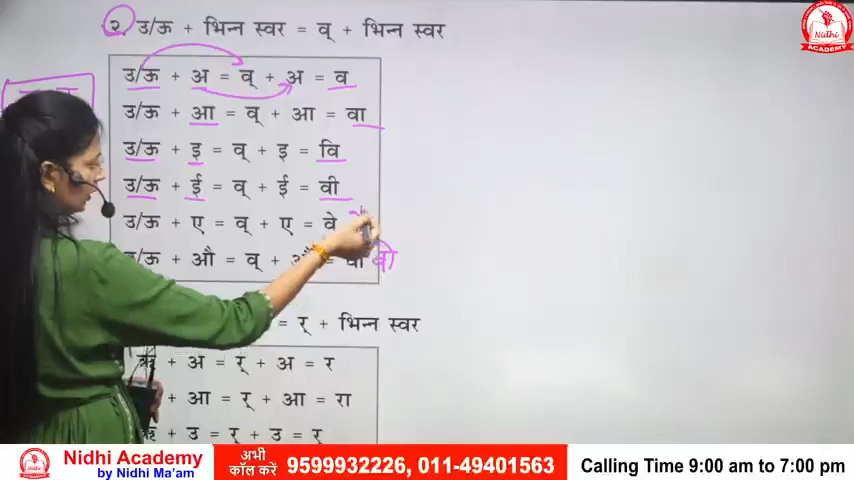 २. उ/ऊ + भिन्न स्वर = व् + भिन्न स्वर
उ/ऊ + अ = व् + अ = व
उ/ऊ + आ = व् + आ = वा
उ/ऊ + इ = व् + इ = वि
उ/ऊ + ई = व् + ई = वी
उ/ऊ + ए = व् + ए = वे
/ऊ + औ = व् + = वो
= र् + भिन्न स्वर
ऋ + अ = र् + अ = र
+ आ = र् + आ = रा
+ उ = र् + उ = र्
Nidhi
ACADEMY
Nidhi Academy
by Nidhi Ma'am
अभी
कॉल करें
9599932226, 011-49401563
Calling Time 9:00 am to 7:00 pm